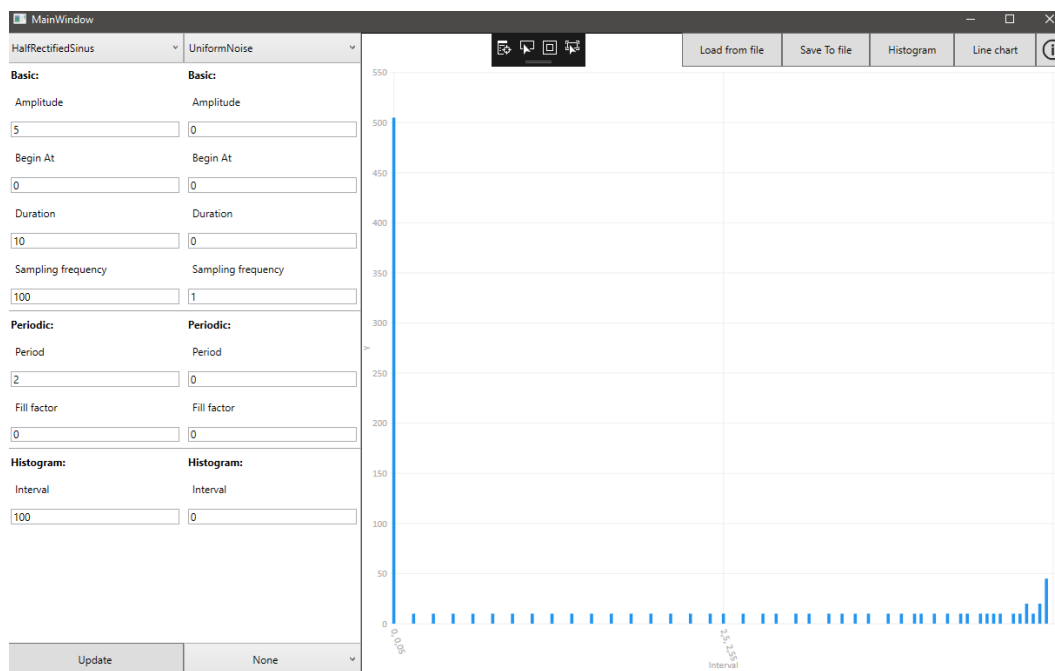 MainWindow
HalfRectifiedSinus UniformNoise Load from file Save To file Histogram Line chart
Basic: Basic:
Amplitude Amplitude
5 0
Begin At Begin At
0 0
Duration Duration
10 0
Sampling frequency Sampling frequency
100 1
Periodic: Periodic:
Period Period
2 0
Fill factor Fill factor
0 0
Histogram: Histogram:
Interval Interval
100 0
Update None
550
500
450
400
350
300
Y
250
200
150
100
50
0
0, 0,05 2,5, 2,55
Interval